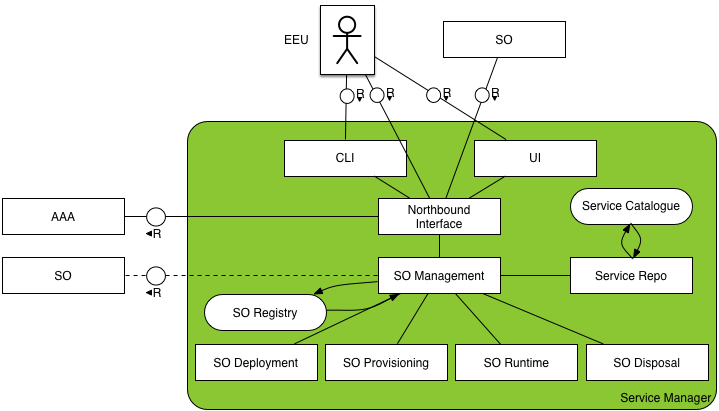 EEU
SO
R
R
R
R
CLI
UI
AAA
R
Northbound
Interface
Service Catalogue
SO
R
SO Management
Service Repo
SO Registry
SO Deployment
SO Provisioning
SO Runtime
SO Disposal
Service Manager